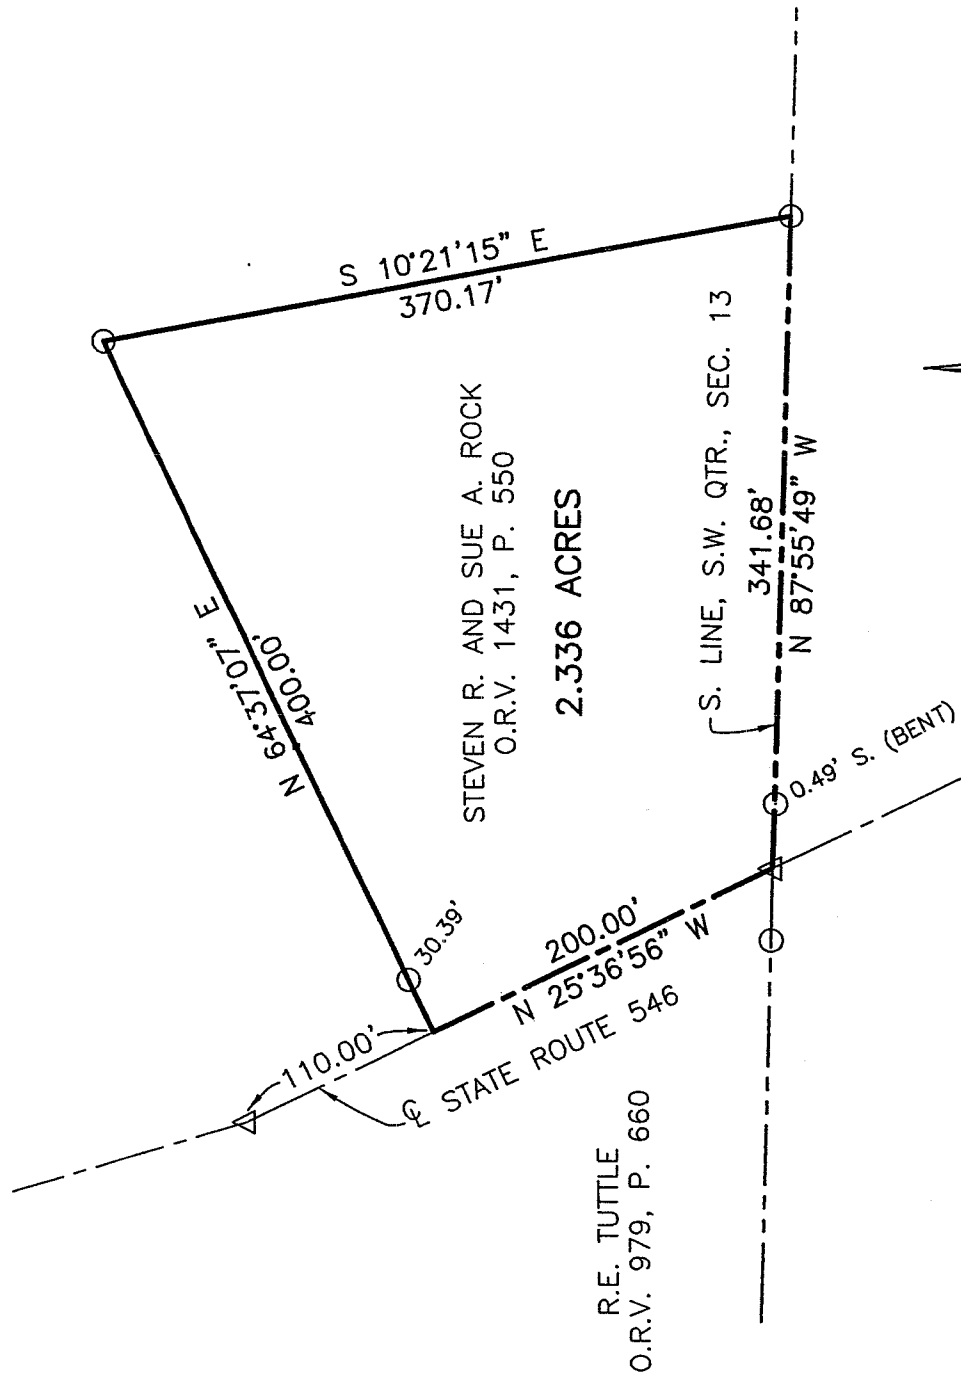 S 10°21'15" E
370.17'
N 64°37'07" E
400.00'
STEVEN R. AND SUE A. ROCK
O.R.V. 1431, P. 550
2.336 ACRES
S. LINE, S.W. QTR., SEC. 13
341.68'
N 87°55'49" W
0.49' S. (BENT)
30.39'
200.00'
N 25°36'56" W
110.00'
℄ STATE ROUTE 546
R.E. TUTTLE
O.R.V. 979, P. 660